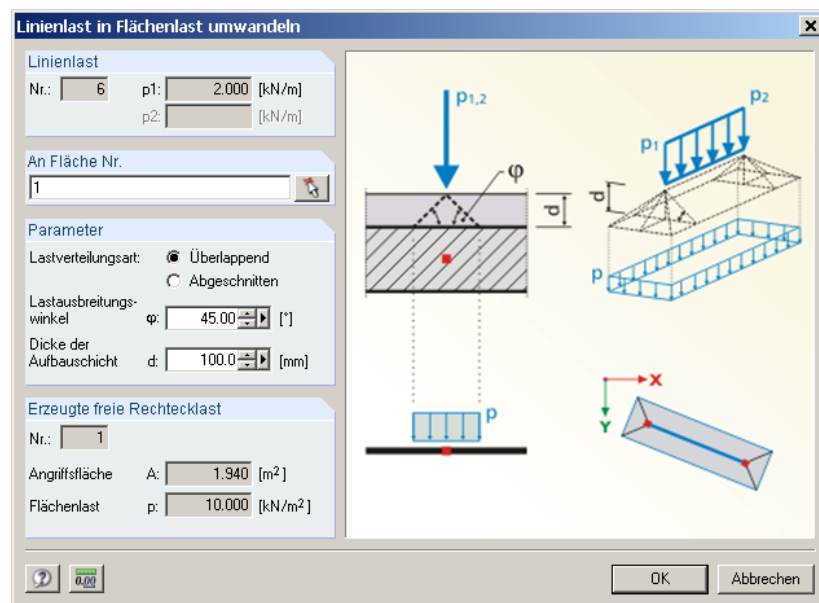 Linienlast in Flächenlast umwandeln
Linienlast
Nr.: 6 p1: 2.000 [kN/m]
p2: [kN/m]
An Fläche Nr.
1
Parameter
Lastverteilungsart: Überlappend
Abgeschnitten
Lastausbreitungs-
winkel φ: 45.00 [°]
Dicke der
Aufbauschicht d: 100.0 [mm]
Erzeugte freie Rechtecklast
Nr.: 1
Angriffsfläche A: 1.940 [m²]
Flächenlast p: 10.000 [kN/m²]
p1,2
φ
d
p
p1
p2
d
p
X
Y
0.00
OK Abbrechen